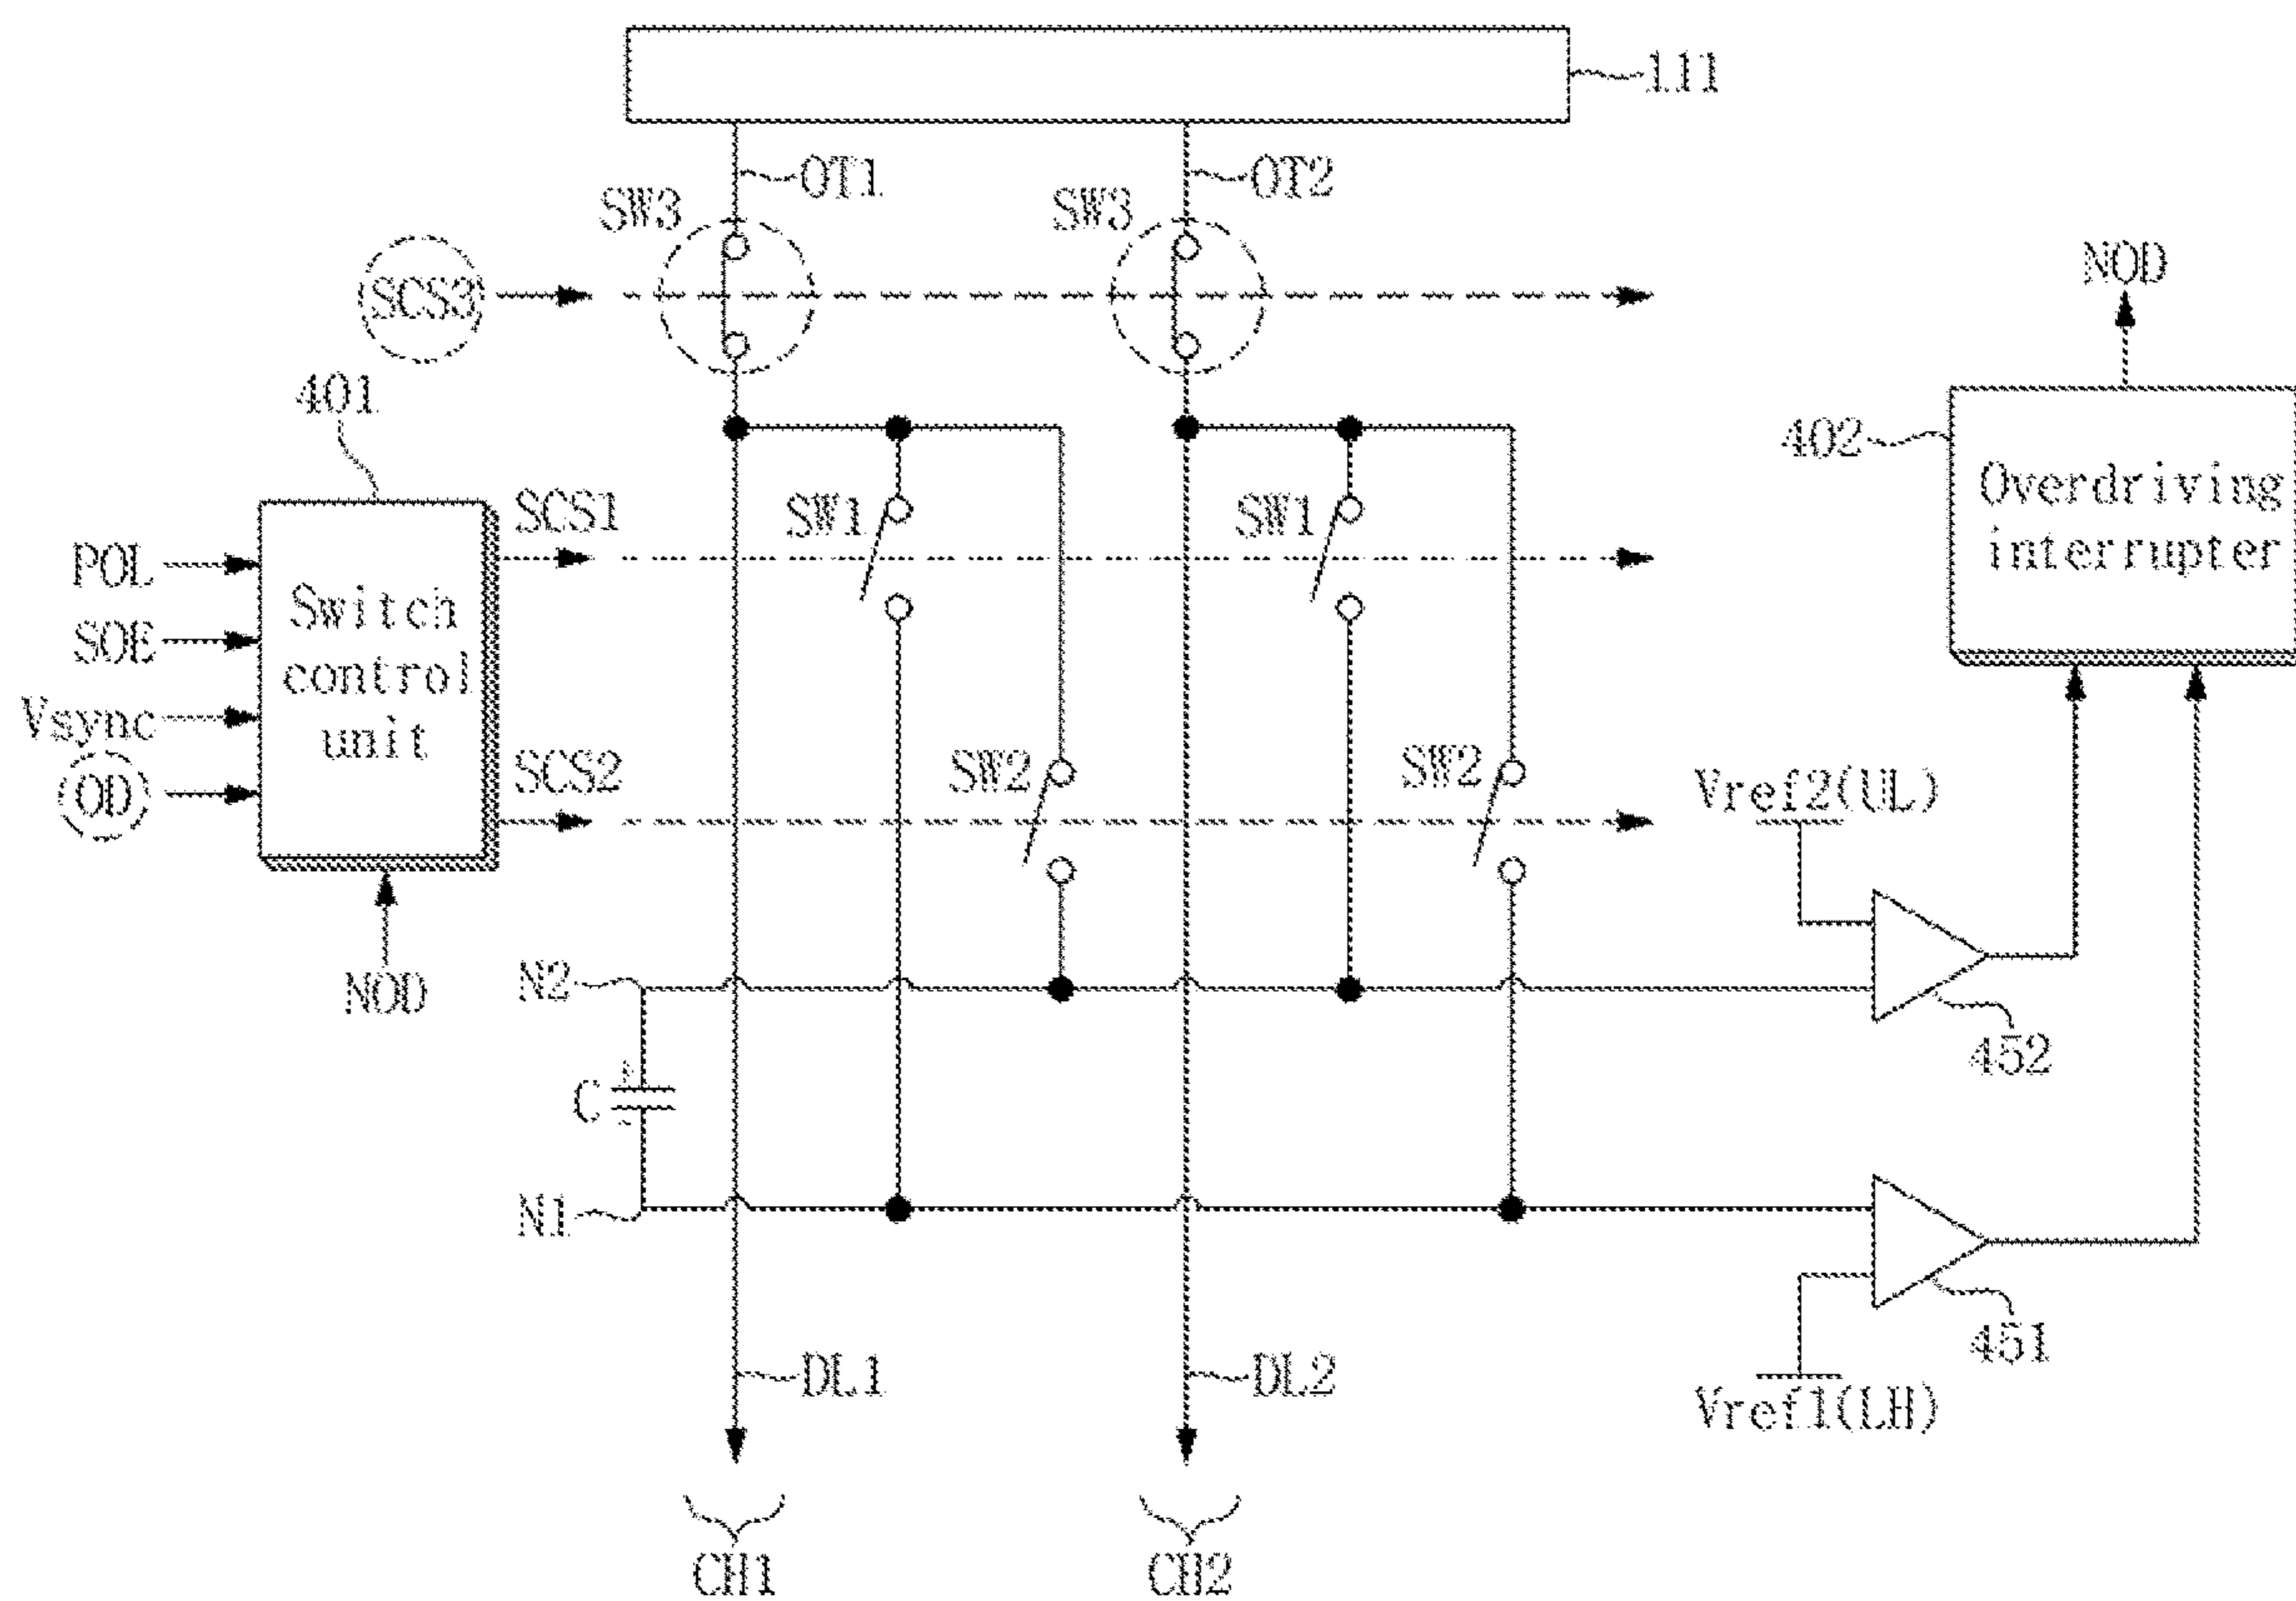 111
OT1
OT2
SW3
SW3
SCS3
NOD
401
402
Overdriving
interrupter
SCS1
SW1
SW1
POL
SOE
Vsync
OD
Switch
control
unit
SCS2
SW2
SW2
Vref2(UL)
NOD
N2
452
C
+
-
N1
451
DL1
DL2
Vref1(LH)
CH1
CH2